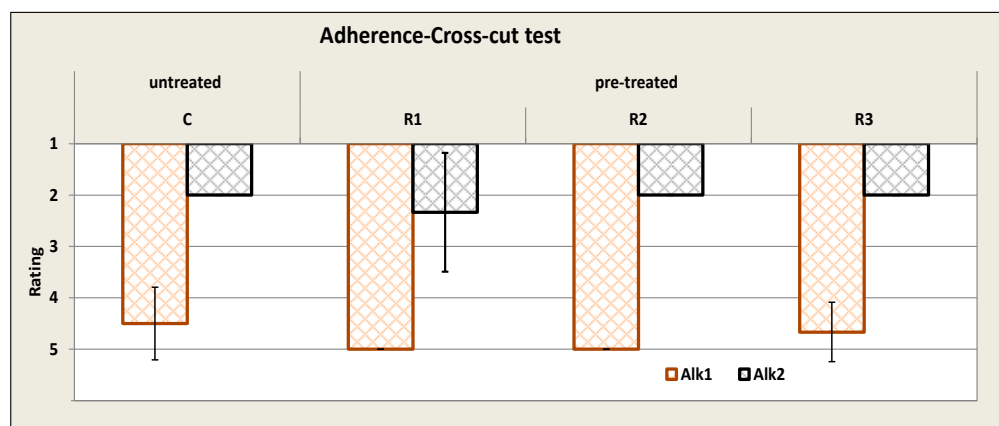 Adherence-Cross-cut test
untreated pre-treated
C R1 R2 R3
1
2
3
4
5
Rating
Alk1 Alk2